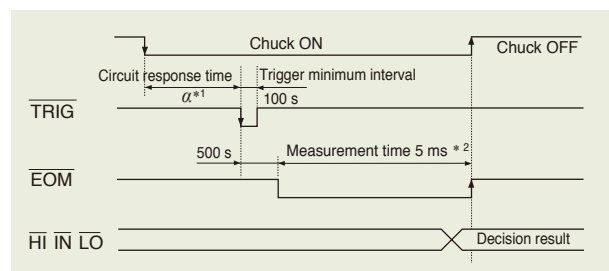 Chuck ON
Chuck OFF
Circuit response time
Trigger minimum interval
α*1
100 s
TRIG
500 s
Measurement time 5 ms *2
EOM
HI IN LO
Decision result